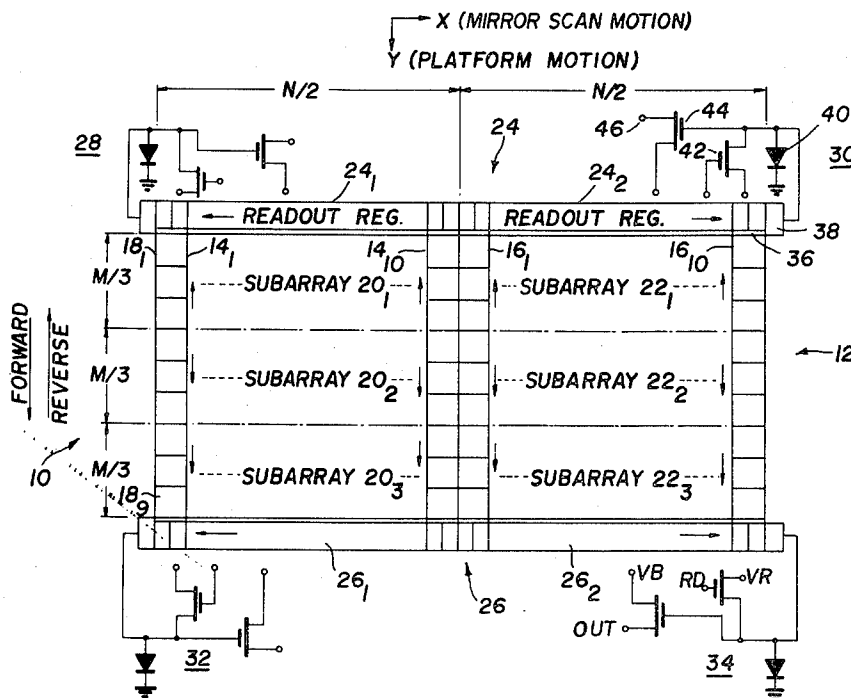 X (MIRROR SCAN MOTION)
Y (PLATFORM MOTION)
N/2 N/2
28 46 24 44 42 40 30
24₁ 24₂
READOUT REG. READOUT REG. 38
18₁ 14₁ 14₁₀ 16₁ 16₁₀ 36
M/3 SUBARRAY 20₁ SUBARRAY 22₁
FORWARD
REVERSE
M/3 SUBARRAY 20₂ SUBARRAY 22₂ 12
10 M/3 SUBARRAY 20₃ SUBARRAY 22₃
18₉
26₁ 26 26₂
VB RD VR
OUT
32 34